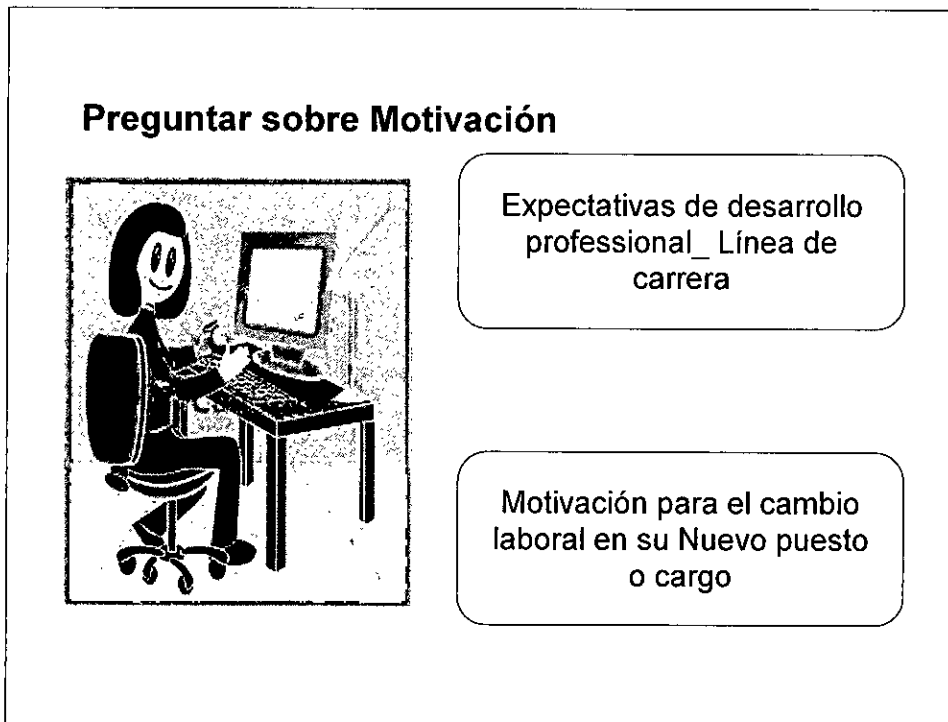 Preguntar sobre Motivación
Expectativas de desarrollo
professional_ Línea de
carrera
Motivación para el cambio
laboral en su Nuevo puesto
o cargo